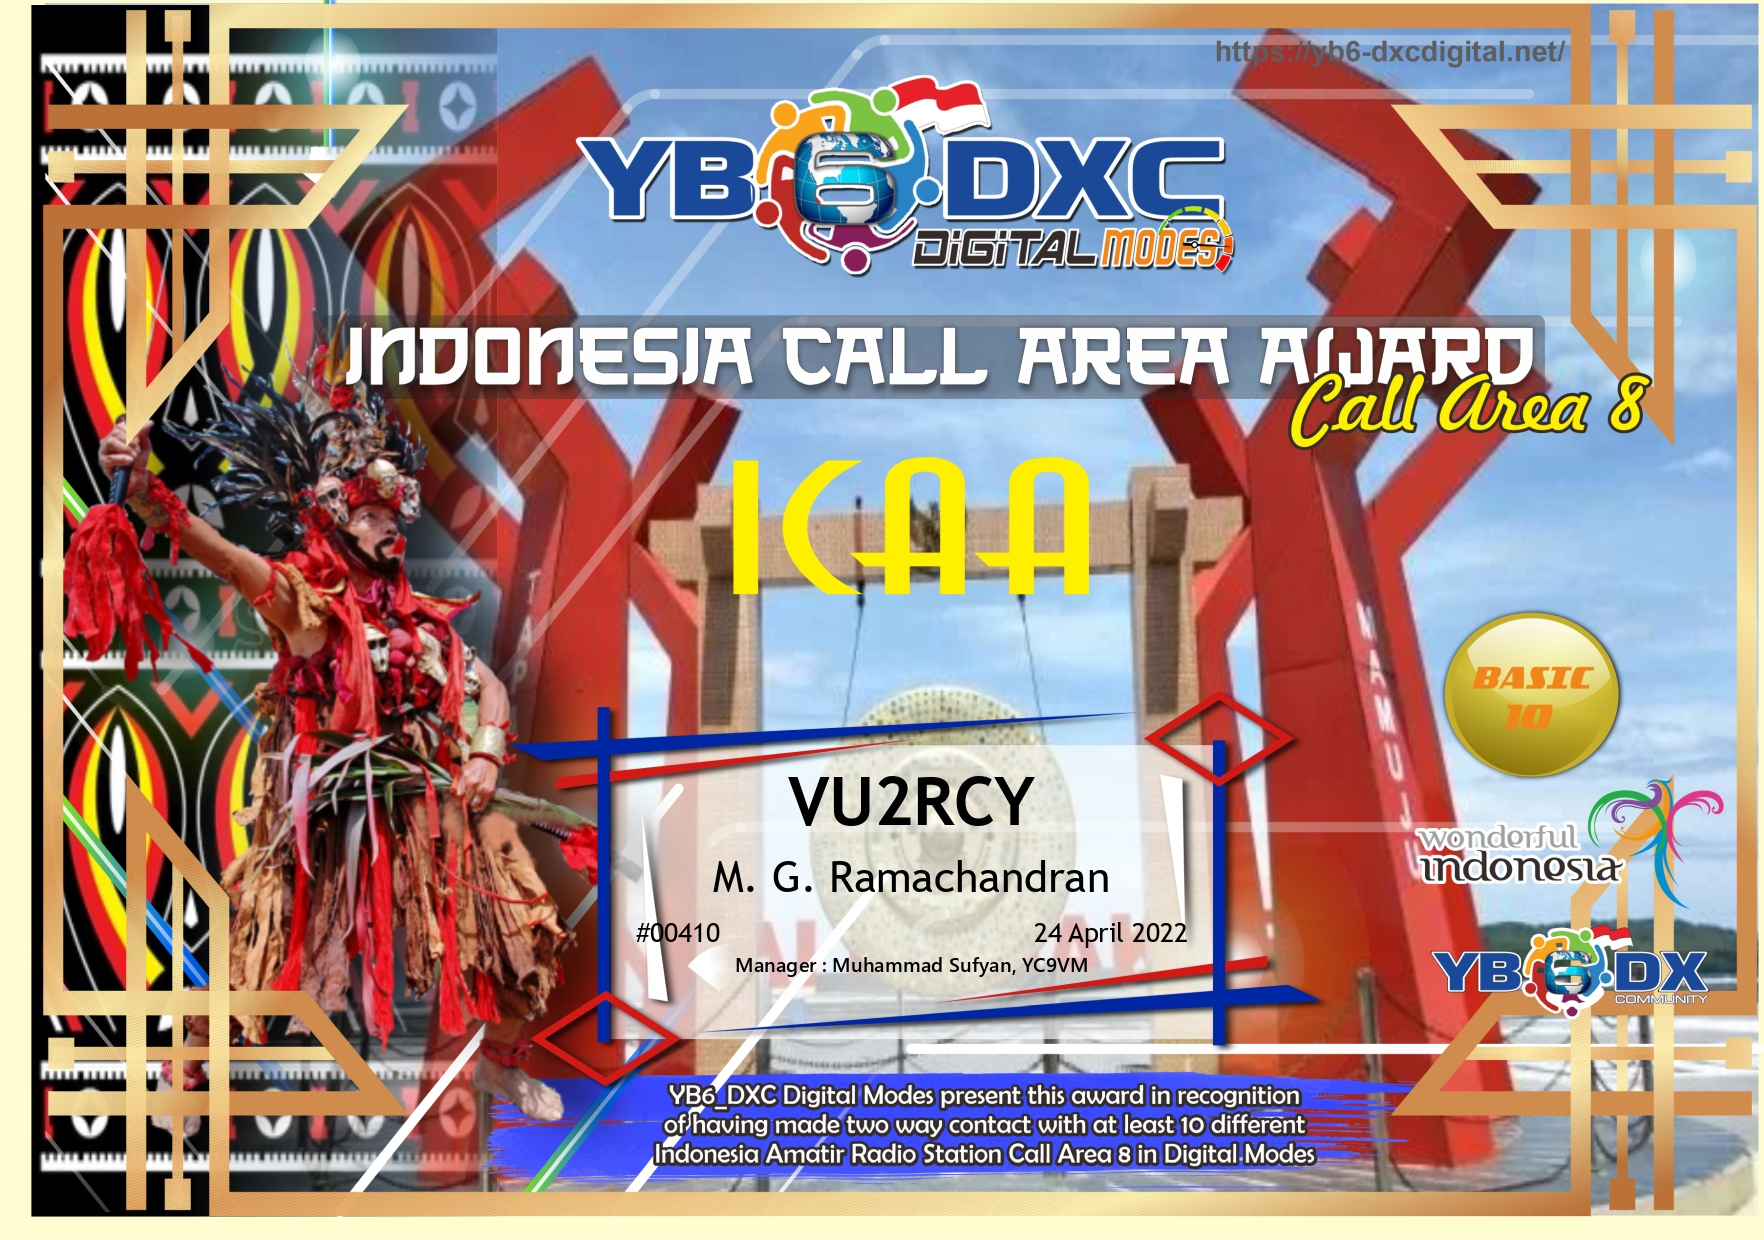 https://yb6-dxcdigital.net/
YB6DXC
DIGITAL MODES
INDONESIA CALL AREA AWARD
Call Area 8
ICAA
TAP
MAMUJU
BASIC
10
VU2RCY
wonderful
indonesia
M. G. Ramachandran
#00410
24 April 2022
Manager : Muhammad Sufyan, YC9VM
YB6DX
COMMUNITY
YB6_DXC Digital Modes present this award in recognition
of having made two way contact with at least 10 different
Indonesia Amatir Radio Station Call Area 8 in Digital Modes